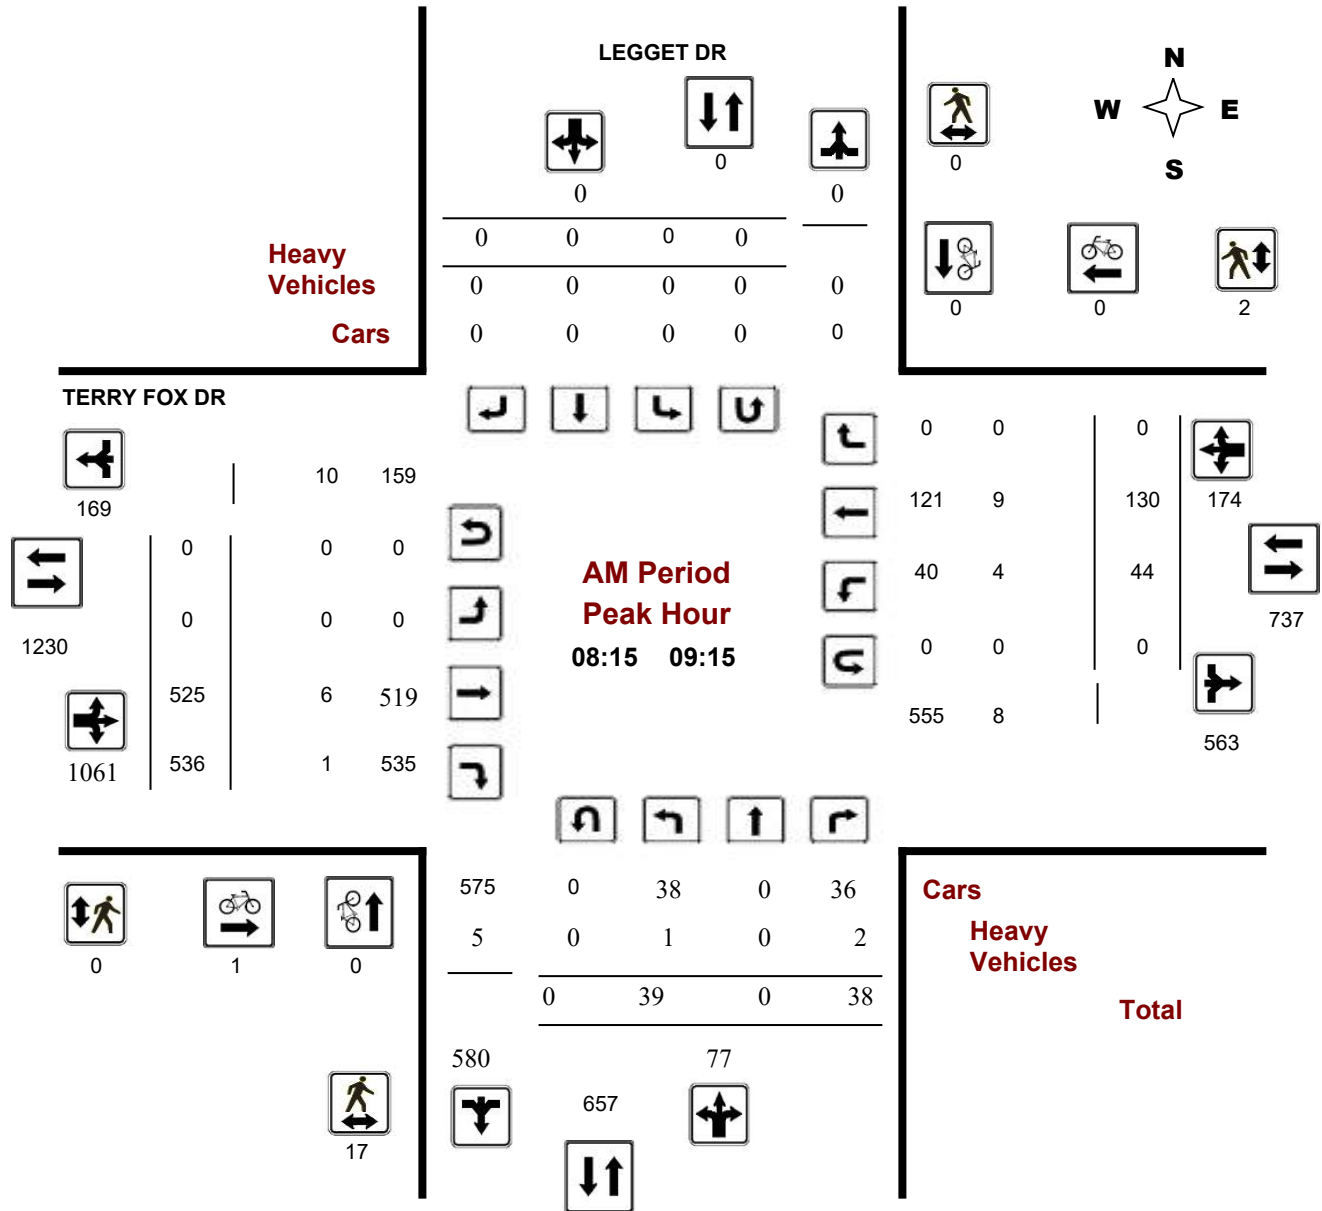 LEGGET DR
N
W E
S
0
0
0 0
0
0 0 0 0
Heavy
Vehicles
0 0 0 0 0
0 0 2
Cars
0 0 0 0 0
TERRY FOX DR
0 0 0
10 159
169
121 9 130 174
0 0 0
AM Period
40 4 44
Peak Hour
0 0 0
737
1230
08:15 09:15
0 0 0
525 6 519
555 8
563
1061 536 1 535
575 0 38 0 36
Cars
5 0 1 0 2
Heavy
Vehicles
0 1 0
0 39 0 38
Total
580 77
657
17